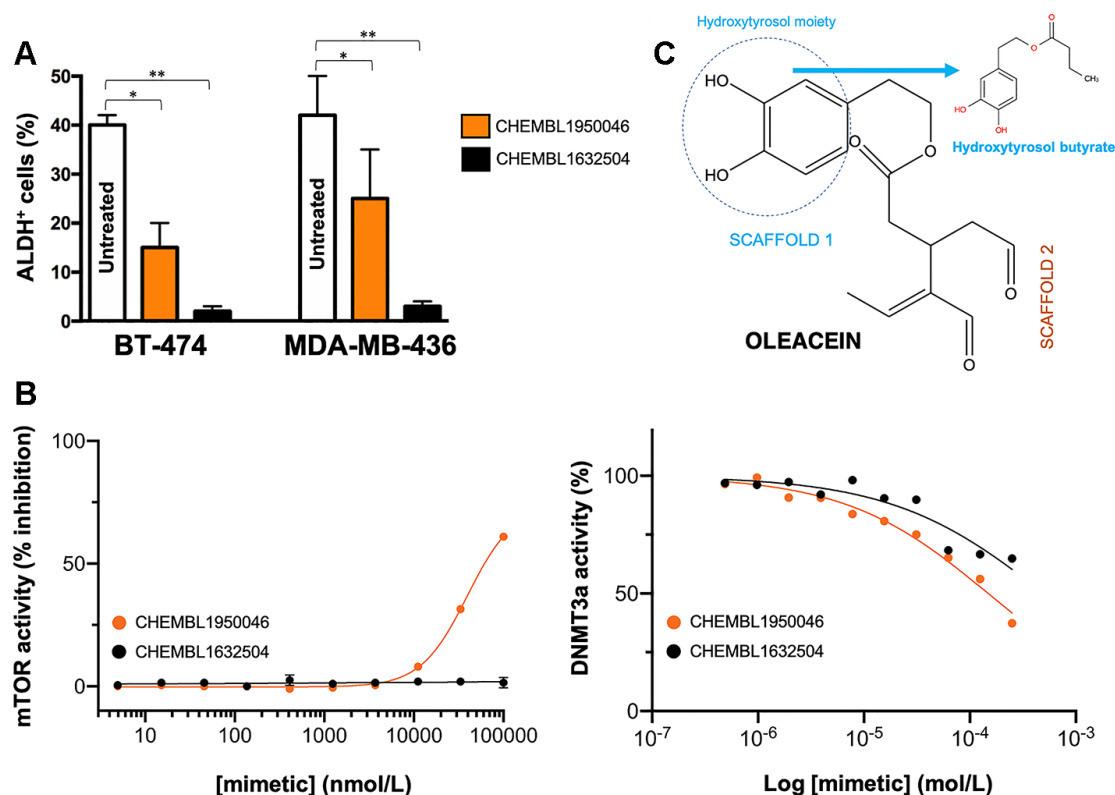 A
ALDH+ cells (%)
50
40
30
20
10
0
Untreated
*
**
Untreated
*
**
BT-474
MDA-MB-436
CHEMBL1950046
CHEMBL1632504
C
Hydroxytyrosol moiety
HO
HO
O
O
SCAFFOLD 1
O
O
CH3
HO
OH
Hydroxytyrosol butyrate
O
O
SCAFFOLD 2
OLEACEIN
B
mTOR activity (% inhibition)
100
50
0
CHEMBL1950046
CHEMBL1632504
10
100
1000
10000
100000
[mimetic] (nmol/L)
DNMT3a activity (%)
100
50
0
CHEMBL1950046
CHEMBL1632504
10-7
10-6
10-5
10-4
10-3
Log [mimetic] (mol/L)